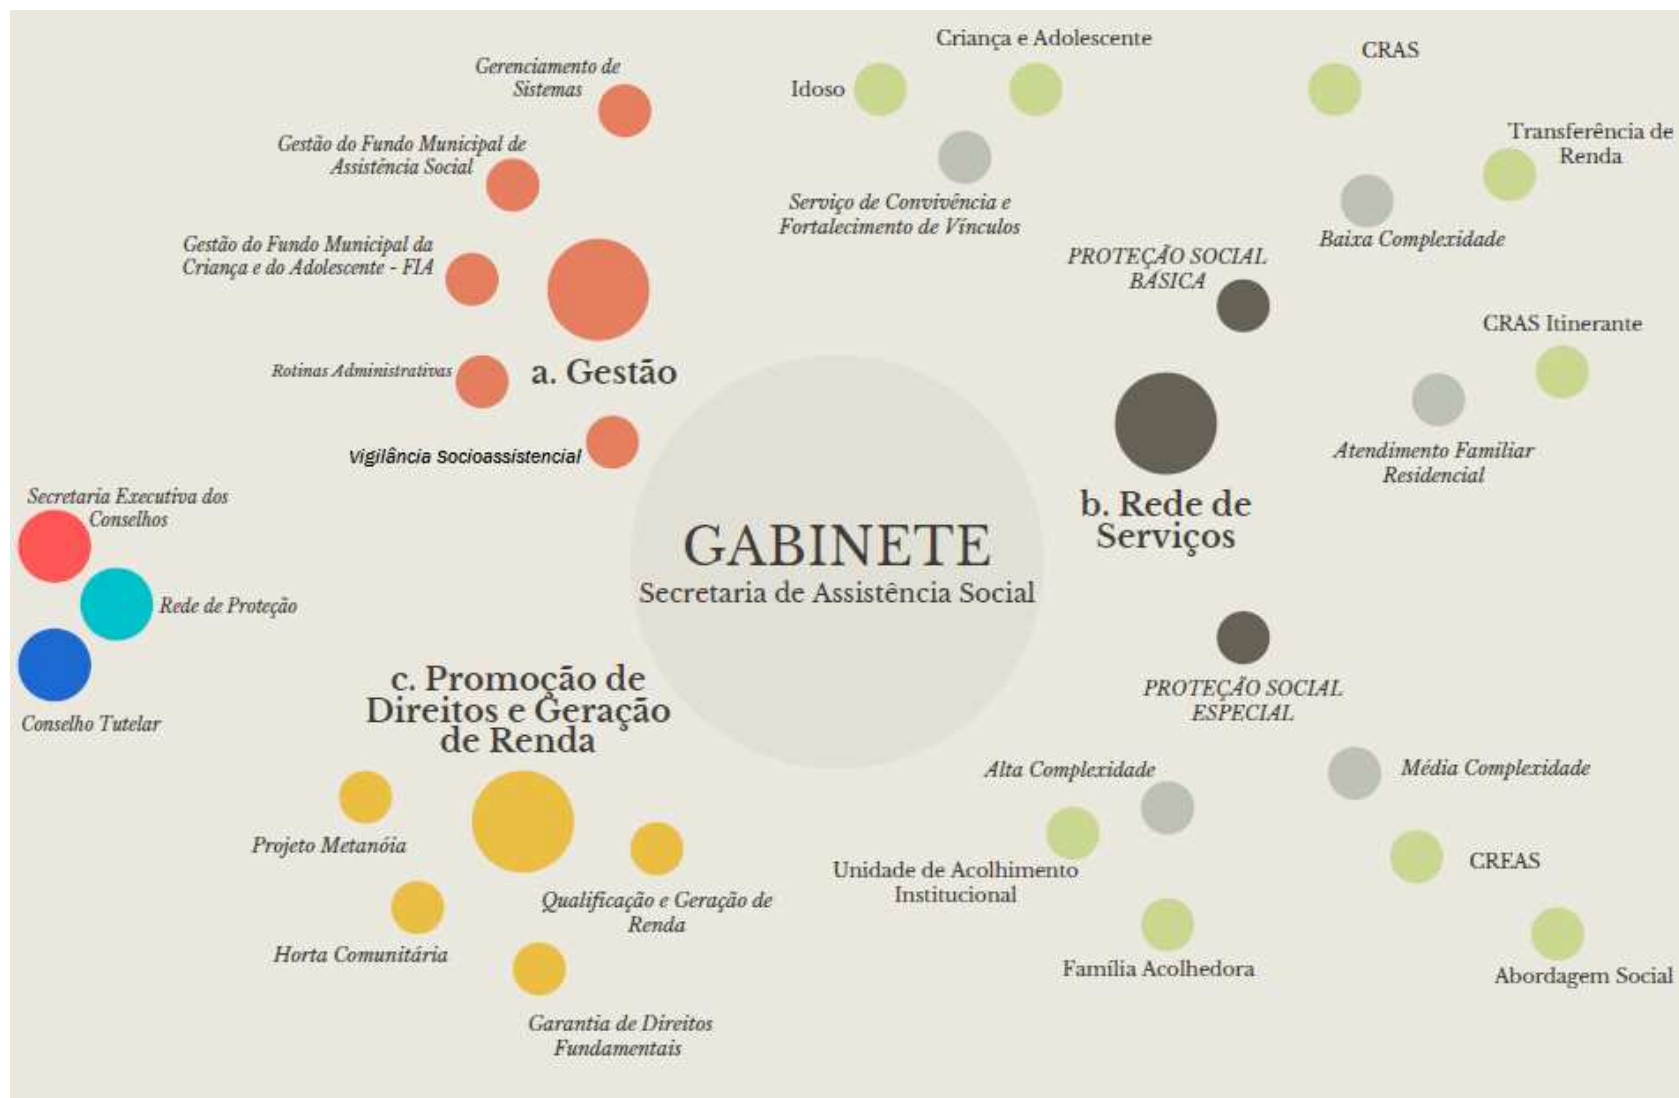 Gerenciamento de
Sistemas
Gestão do Fundo Municipal de
Assistência Social
Gestão do Fundo Municipal da
Criança e do Adolescente - FIA
Rotinas Administrativas
a. Gestão
Vigilância Socioassistencial
Criança e Adolescente
Idoso
Serviço de Convivência e
Fortalecimento de Vínculos
CRAS
Transferência de
Renda
Baixa Complexidade
PROTEÇÃO SOCIAL
BÁSICA
CRAS Itinerante
Atendimento Familiar
Residencial
b. Rede de
Serviços
GABINETE
Secretaria de Assistência Social
Secretaria Executiva dos
Conselhos
Rede de Proteção
Conselho Tutelar
c. Promoção de
Direitos e Geração
de Renda
Projeto Metanóia
Horta Comunitária
Qualificação e Geração de
Renda
Garantia de Direitos
Fundamentais
PROTEÇÃO SOCIAL
ESPECIAL
Alta Complexidade
Unidade de Acolhimento
Institucional
Família Acolhedora
Média Complexidade
CREAS
Abordagem Social